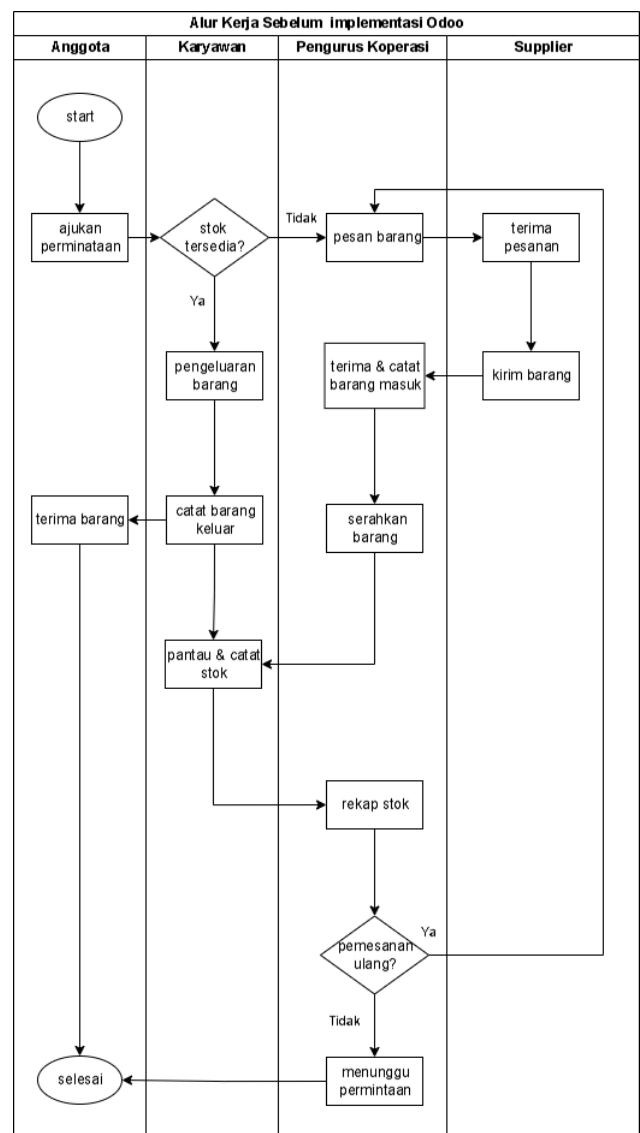 Alur Kerja Sebelum implementasi Odoo
Anggota
Karyawan
Pengurus Koperasi
Supplier
start
ajukan
perminataan
stok
tersedia?
Tidak
pesan barang
terima
pesanan
Ya
pengeluaran
barang
terima & catat
barang masuk
kirim barang
terima barang
catat barang
keluar
serahkan
barang
pantau & catat
stok
rekap stok
pemesanan
ulang?
Ya
Tidak
menunggu
permintaan
selesai